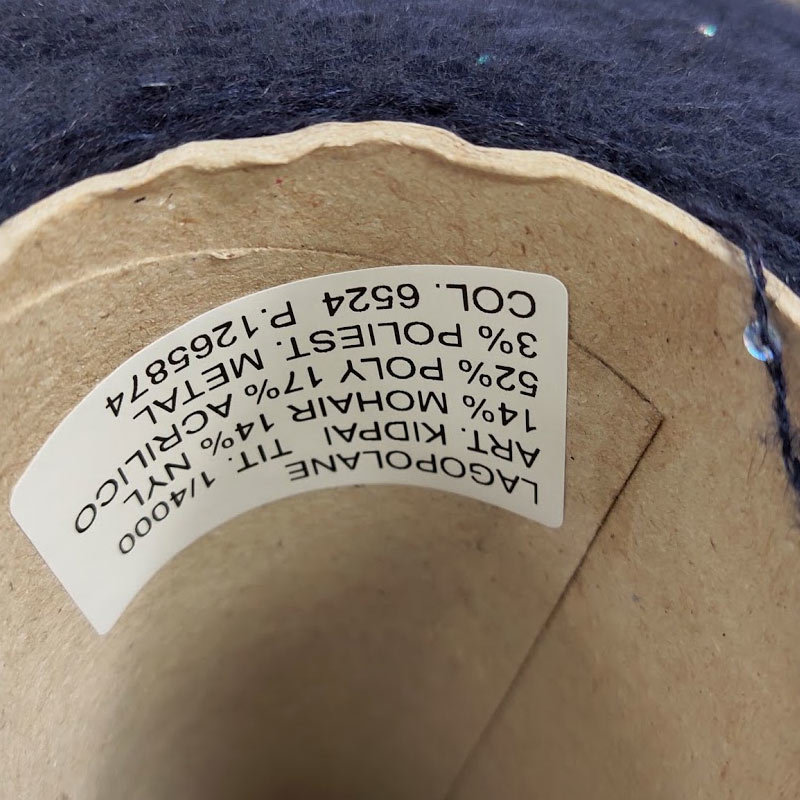 LAGOPOLANE
ART. KIDPAI TIT. 1/4000
14% MOHAIR 14% NYL
52% POLY 17% ACRILICO
3% POLIEST. METAL
COL. 6524 P.1265874